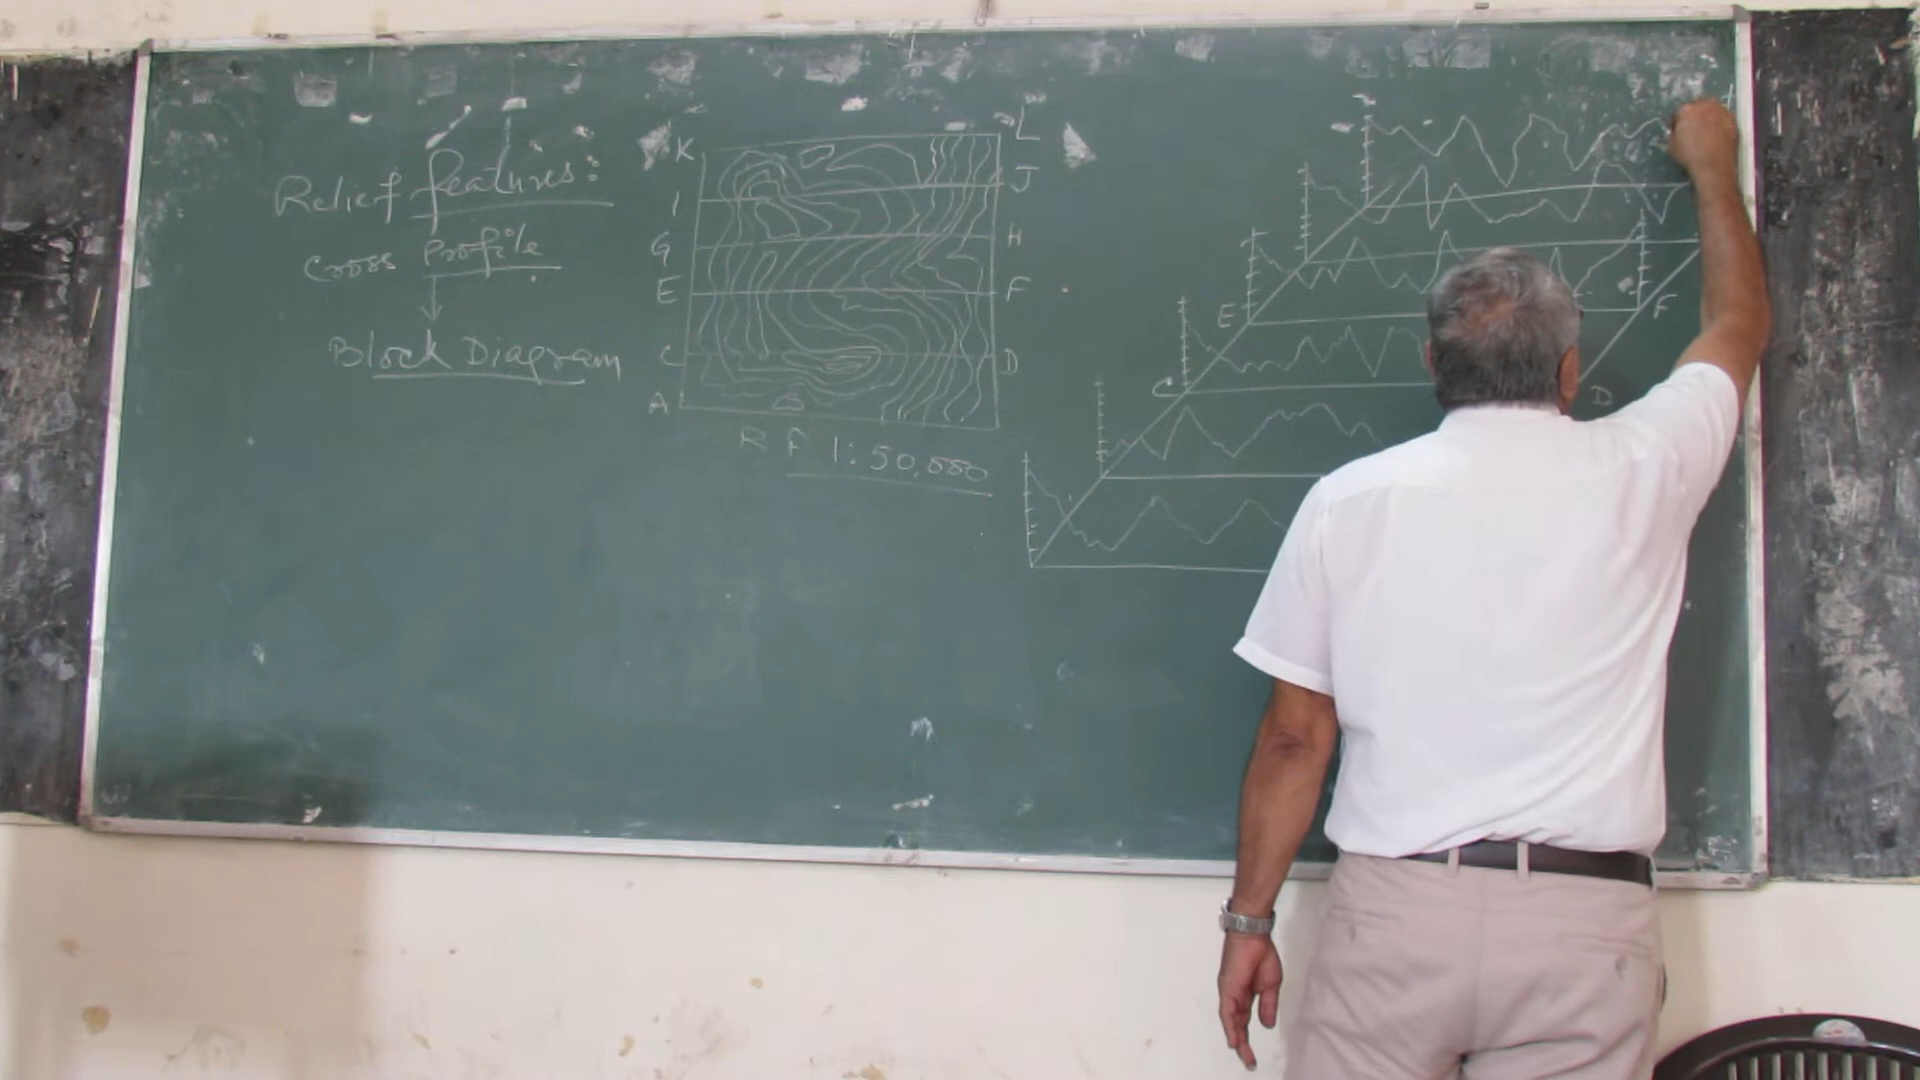 Relief features:
Cross Profile
Block Diagram
K L
I J
G H
E F
C D
A
R F 1:50,000
E F
C D